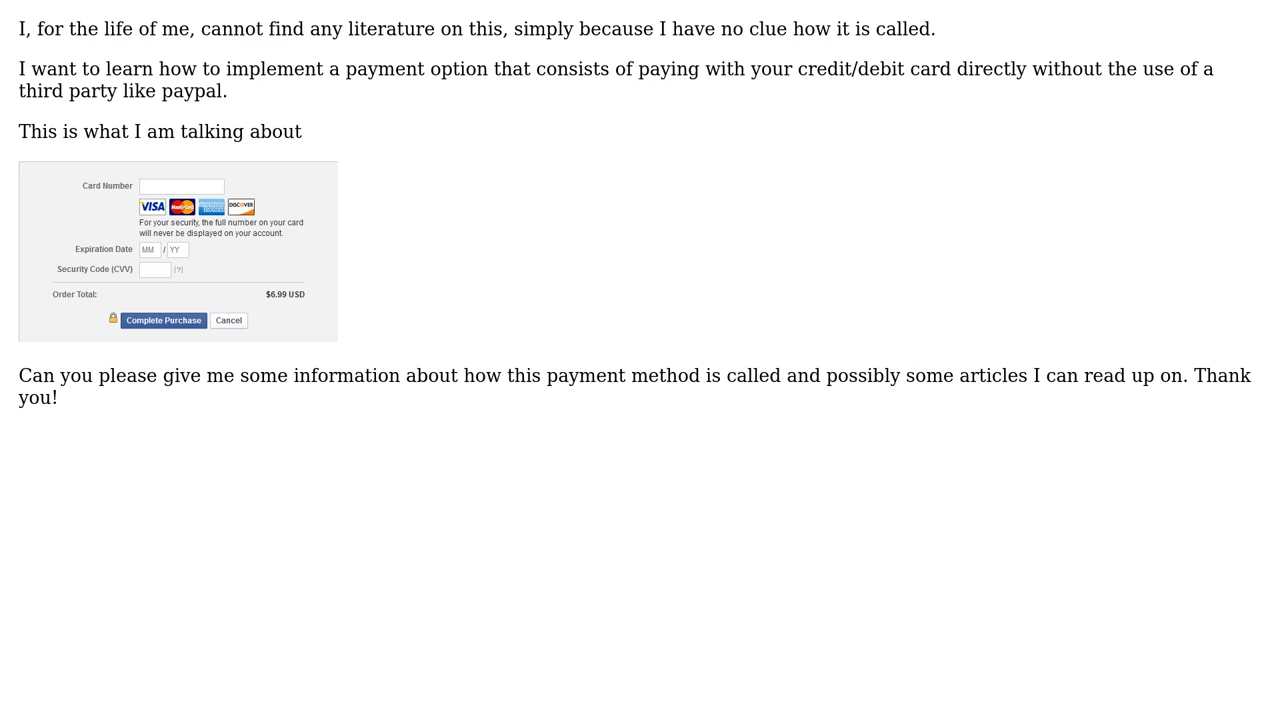 I, for the life of me, cannot find any literature on this, simply because I have no clue how it is called.
I want to learn how to implement a payment option that consists of paying with your credit/debit card directly without the use of a
third party like paypal.
This is what I am talking about
Card Number
VISA MasterCard AMERICAN EXPRESS DISCOVER
For your security, the full number on your card
will never be displayed on your account.
Expiration Date MM / YY
Security Code (CVV) [?]
Order Total: $6.99 USD
Complete Purchase Cancel
Can you please give me some information about how this payment method is called and possibly some articles I can read up on. Thank
you!